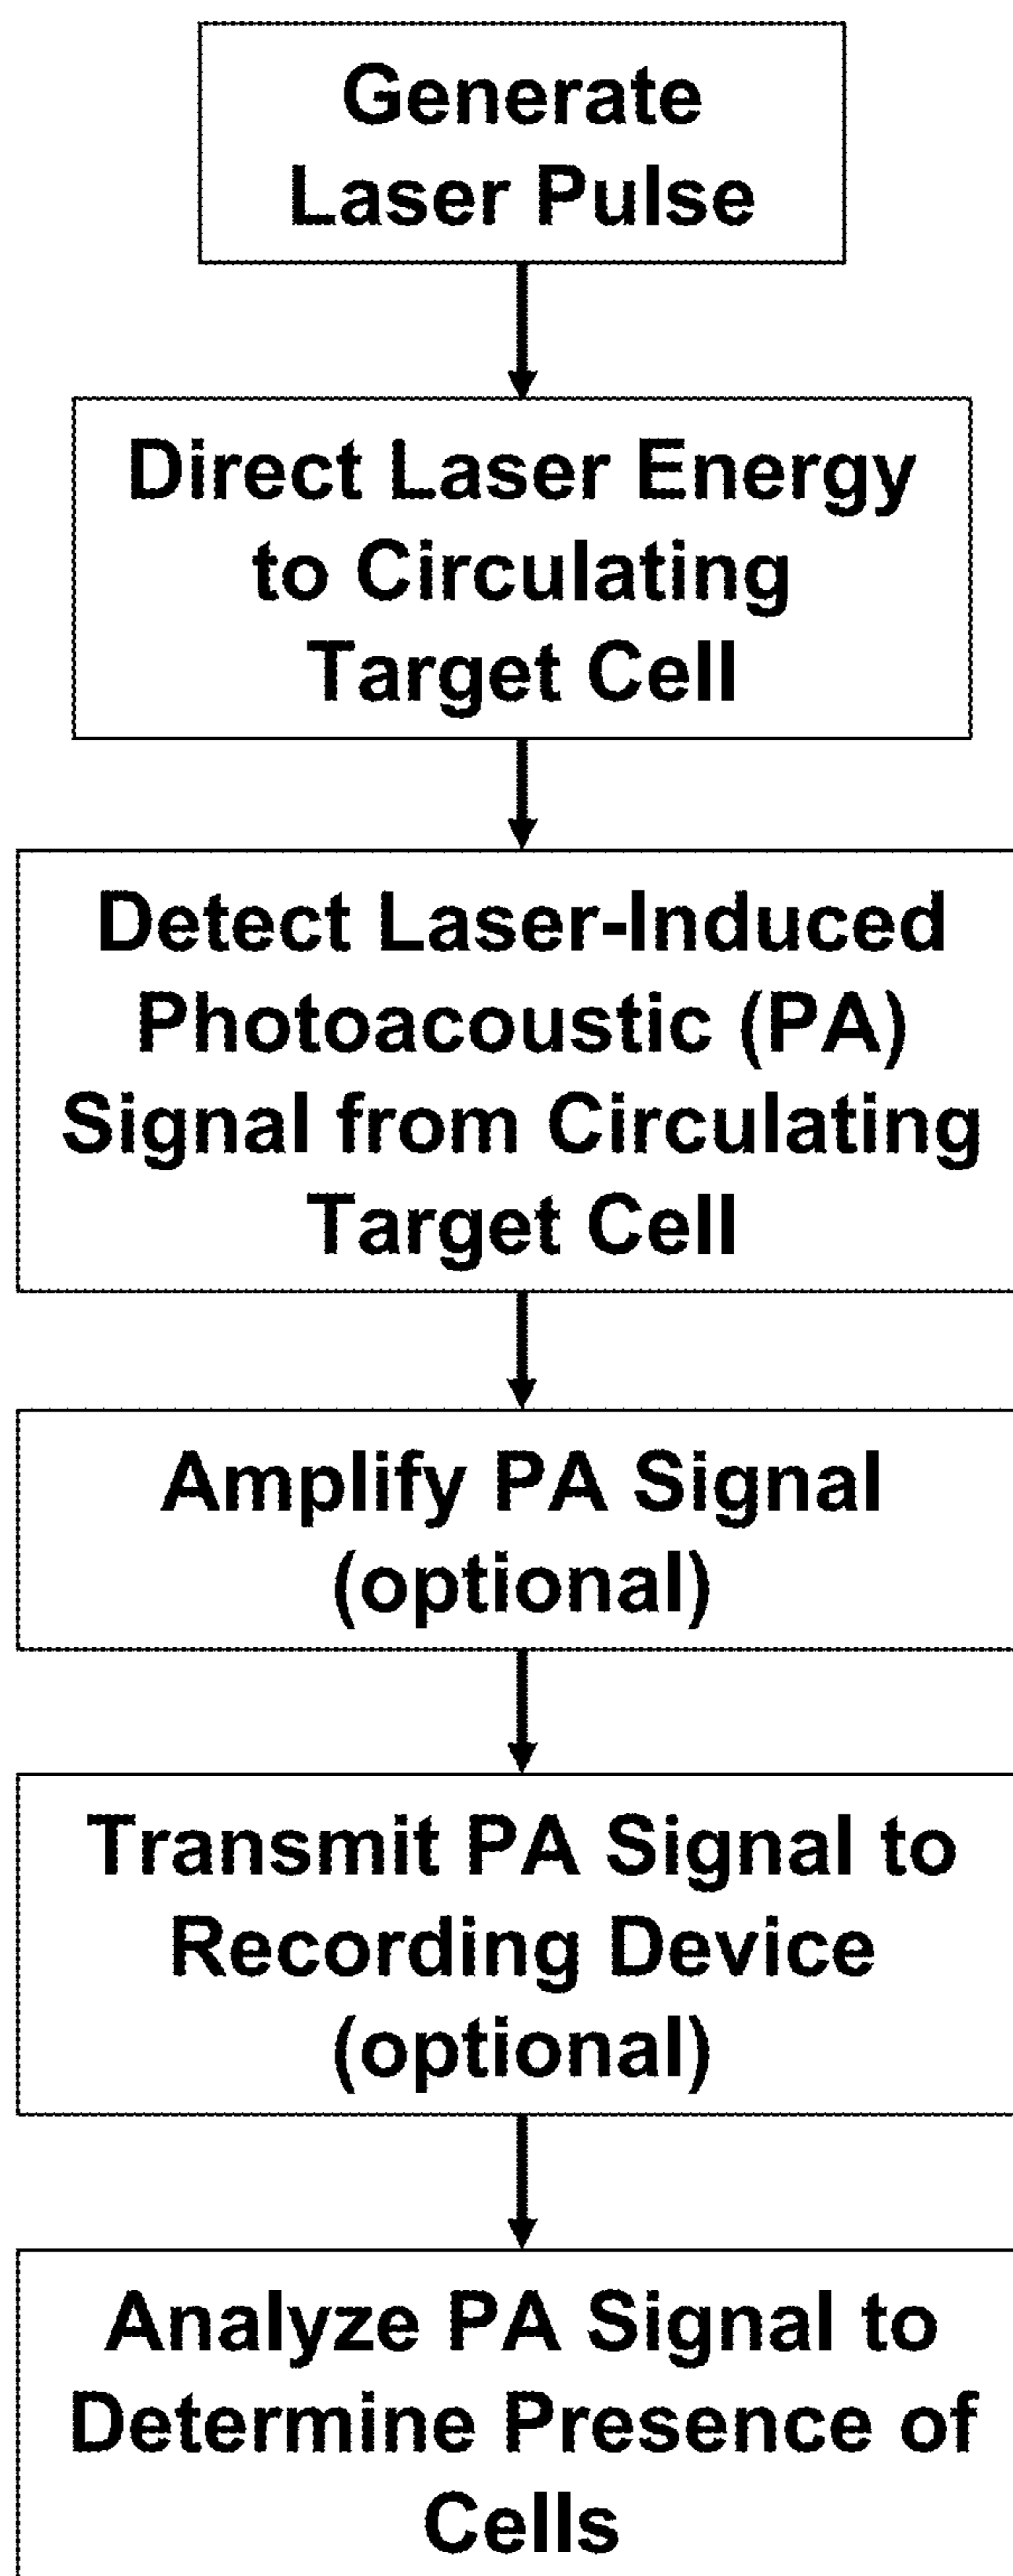 Generate
Laser Pulse
Direct Laser Energy
to Circulating
Target Cell
Detect Laser-Induced
Photoacoustic (PA)
Signal from Circulating
Target Cell
Amplify PA Signal
(optional)
Transmit PA Signal to
Recording Device
(optional)
Analyze PA Signal to
Determine Presence of
Cells